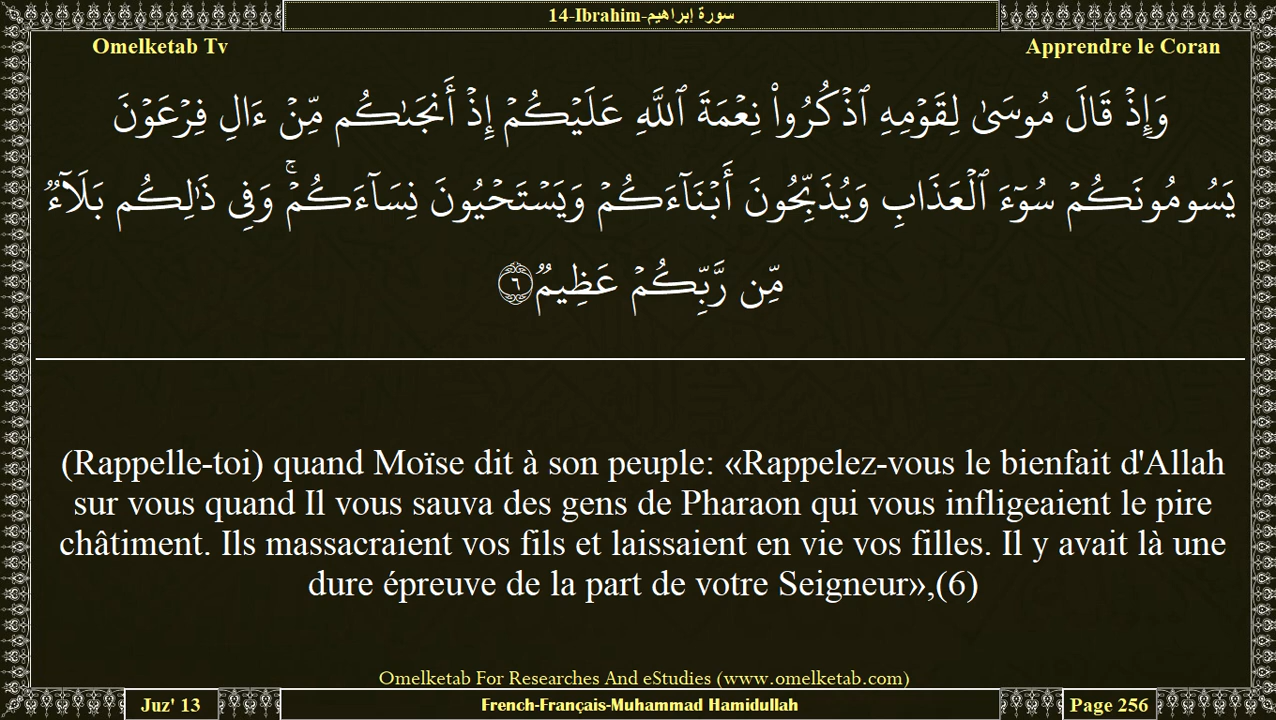 14-Ibrahim-سورة إبراهيم
Omelketab Tv
Apprendre le Coran
وَإِذۡ قَالَ مُوسَىٰ لِقَوۡمِهِ ٱذۡكُرُواْ نِعۡمَةَ ٱللَّهِ عَلَيۡكُمۡ إِذۡ أَنجَىٰكُم مِّنۡ ءَالِ فِرۡعَوۡنَ
يَسُومُونَكُمۡ سُوٓءَ ٱلۡعَذَابِ وَيُذَبِّحُونَ أَبۡنَآءَكُمۡ وَيَسۡتَحۡيُونَ نِسَآءَكُمۡۚ وَفِي ذَٰلِكُم بَلَآءٞ
مِّن رَّبِّكُمۡ عَظِيمٞ ٦
(Rappelle-toi) quand Moïse dit à son peuple: «Rappelez-vous le bienfait d'Allah
sur vous quand Il vous sauva des gens de Pharaon qui vous infligeaient le pire
châtiment. Ils massacraient vos fils et laissaient en vie vos filles. Il y avait là une
dure épreuve de la part de votre Seigneur»,(6)
Omelketab For Researches And eStudies (www.omelketab.com)
Juz' 13
French-Français-Muhammad Hamidullah
Page 256